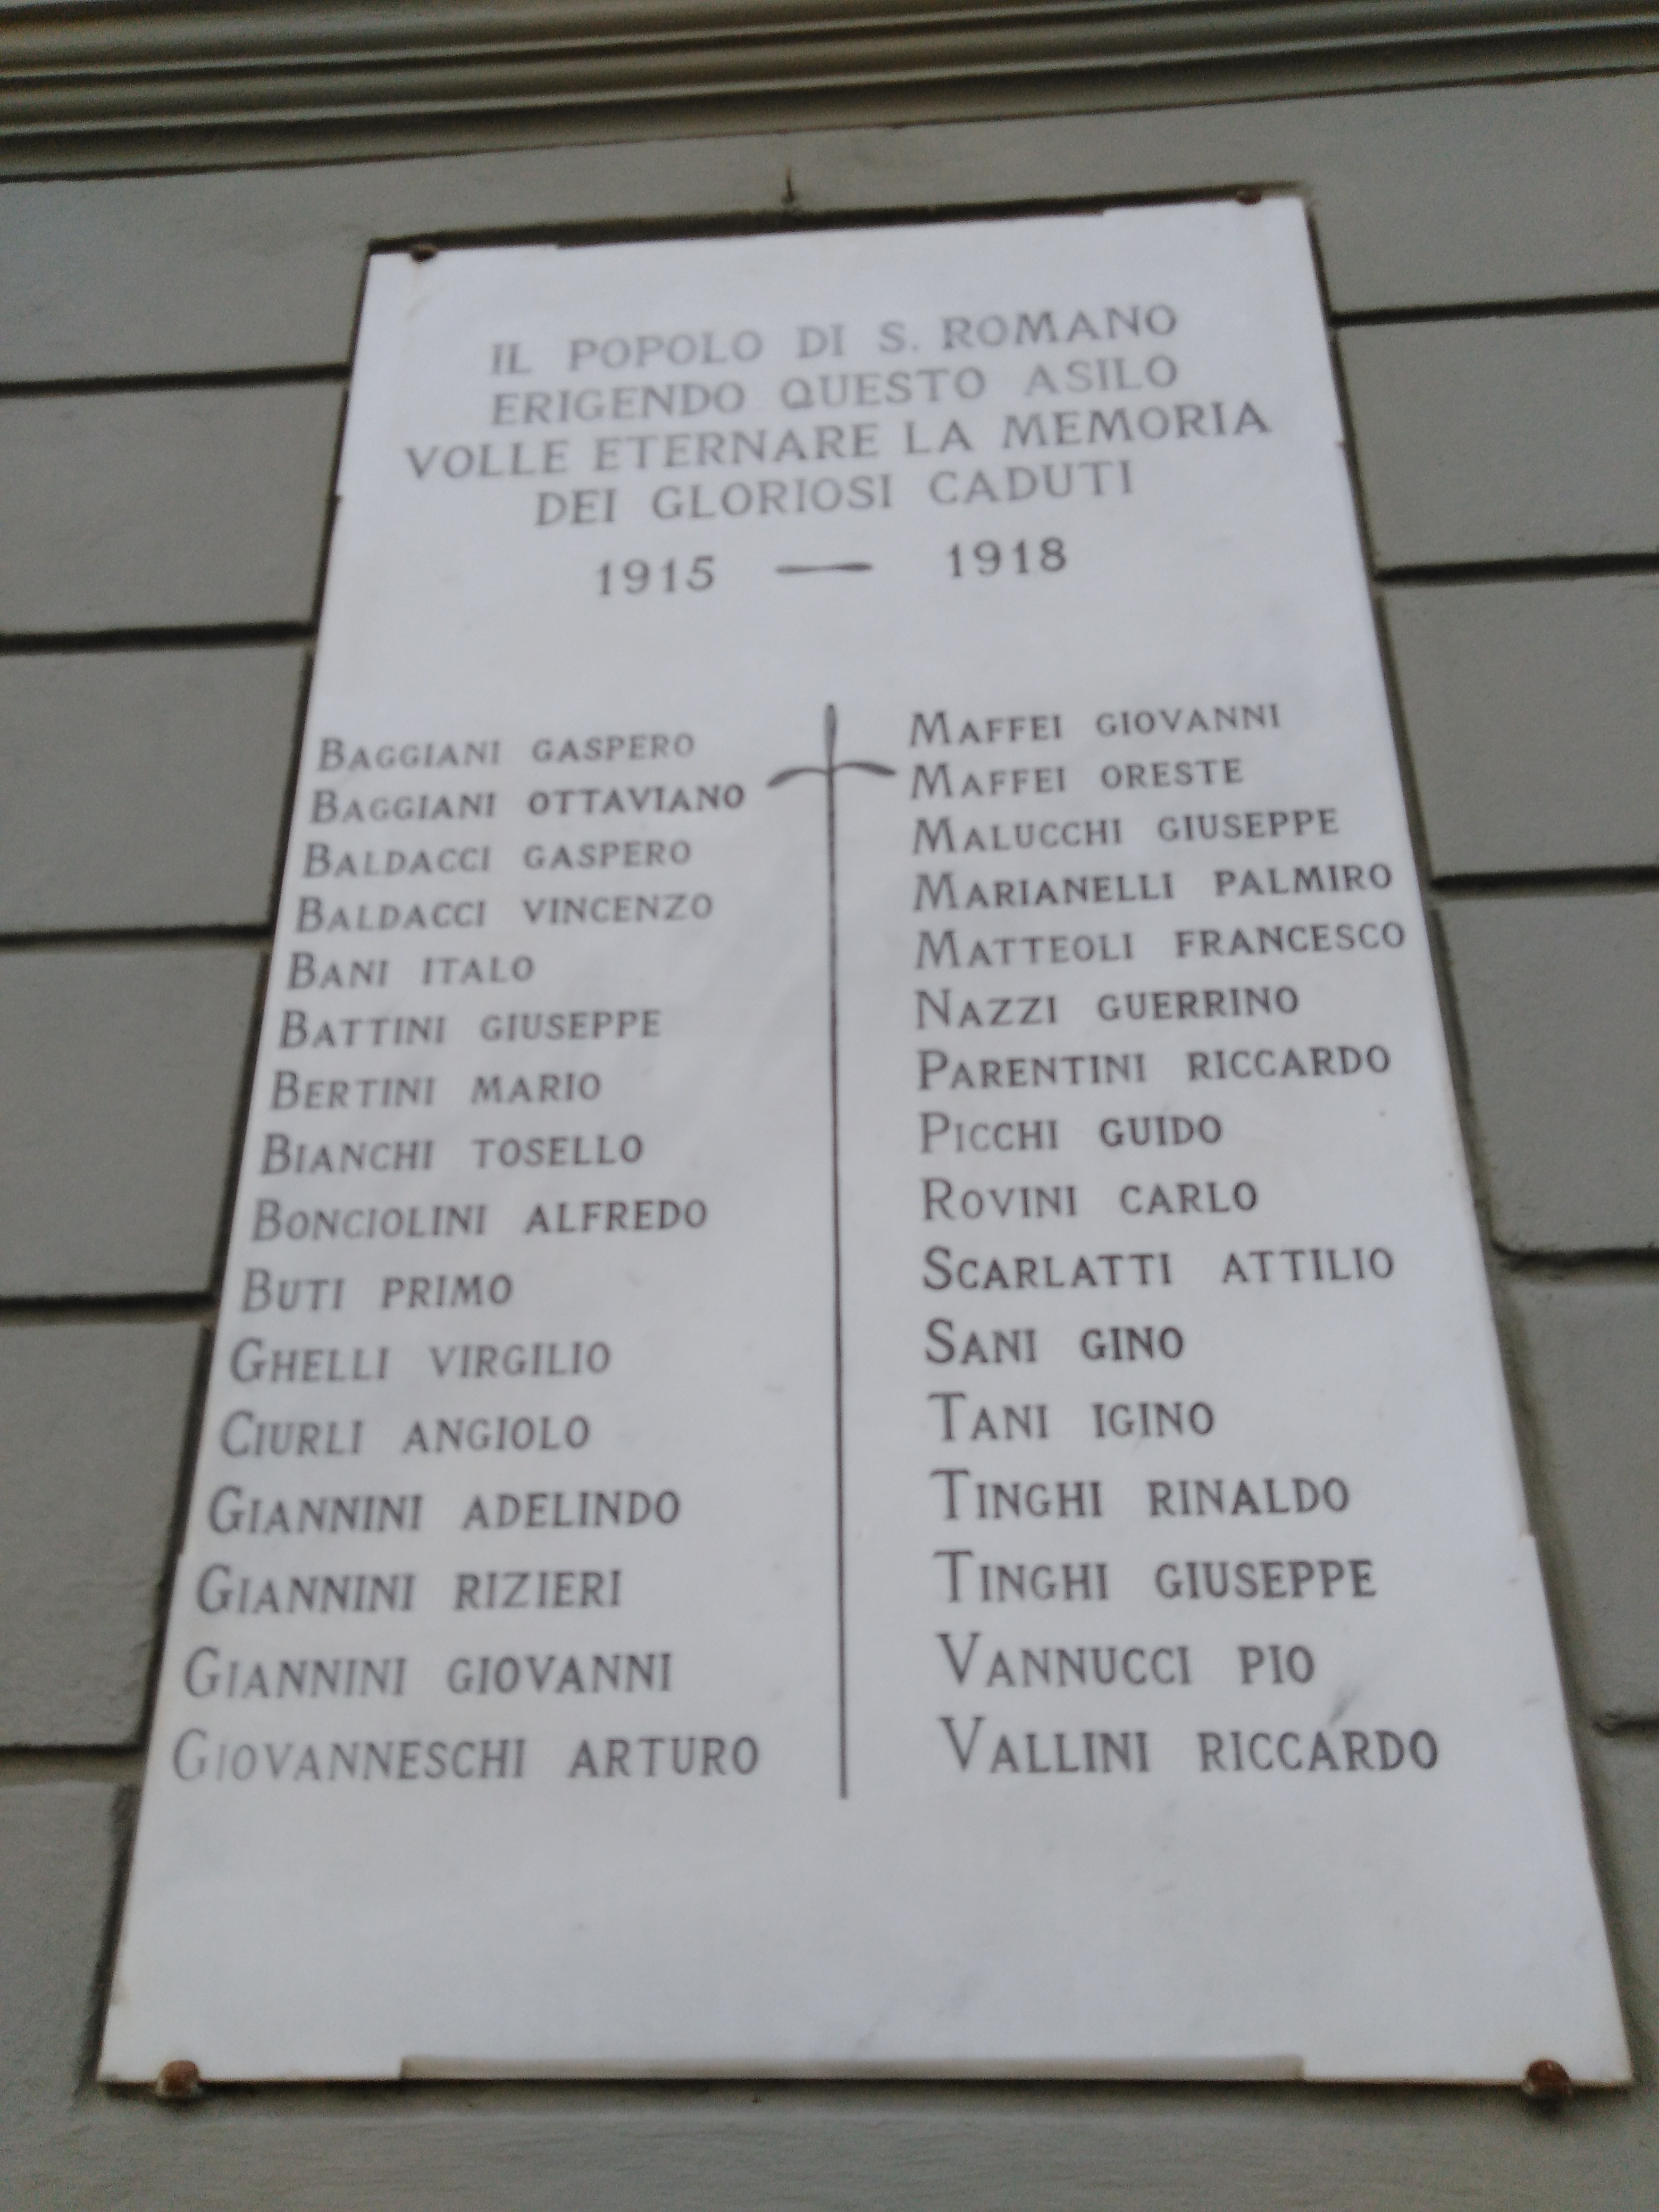 IL POPOLO DI S. ROMANO
ERIGENDO QUESTO ASILO
VOLLE ETERNARE LA MEMORIA
DEI GLORIOSI CADUTI
1915 — 1918
BAGGIANI GASPERO
BAGGIANI OTTAVIANO
BALDACCI GASPERO
BALDACCI VINCENZO
BANI ITALO
BATTINI GIUSEPPE
BERTINI MARIO
BIANCHI TOSELLO
BONCIOLINI ALFREDO
BUTI PRIMO
GHELLI VIRGILIO
CIURLI ANGIOLO
GIANNINI ADELINDO
GIANNINI RIZIERI
GIANNINI GIOVANNI
GIOVANNESCHI ARTURO
MAFFEI GIOVANNI
MAFFEI ORESTE
MALUCCHI GIUSEPPE
MARIANELLI PALMIRO
MATTEOLI FRANCESCO
NAZZI GUERRINO
PARENTINI RICCARDO
PICCHI GUIDO
ROVINI CARLO
SCARLATTI ATTILIO
SANI GINO
TANI IGINO
TINGHI RINALDO
TINGHI GIUSEPPE
VANNUCCI PIO
VALLINI RICCARDO